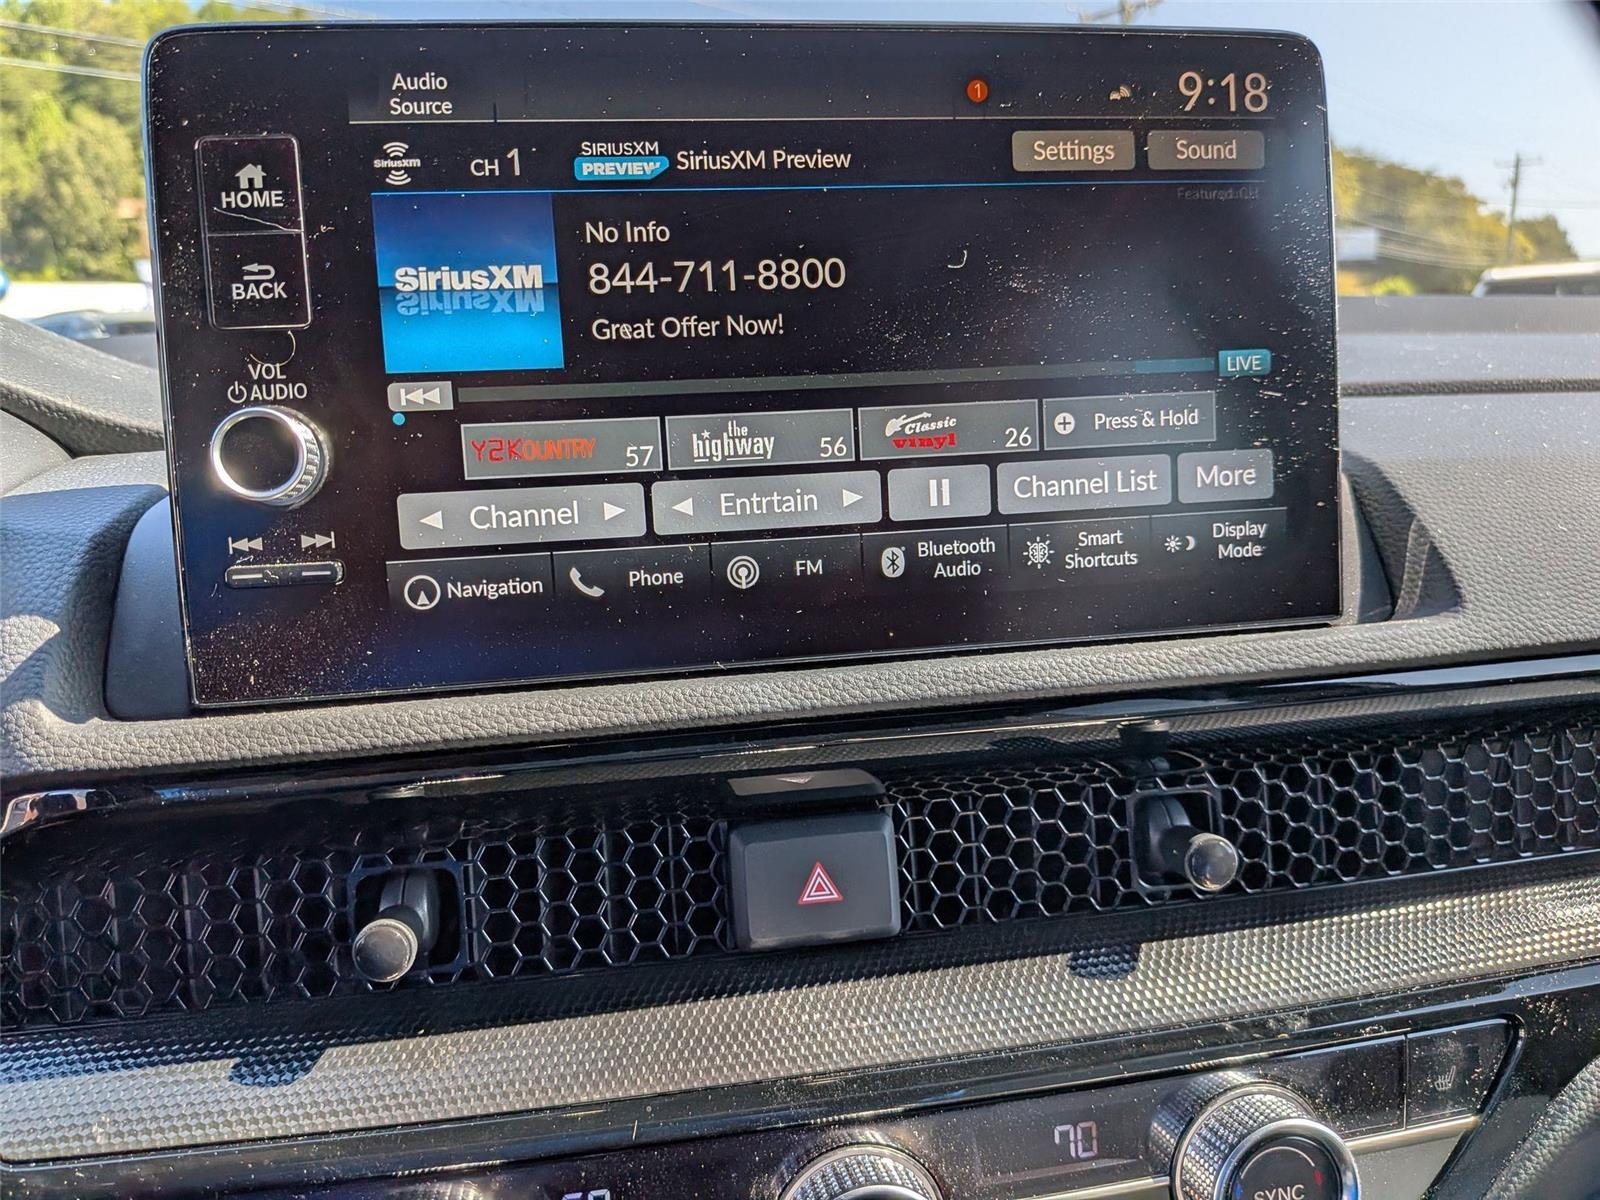 Audio
Source
1
9:18
HOME
BACK
VOL
AUDIO
SiriusXM
CH 1
SIRIUSXM
PREVIEW
SiriusXM Preview
Settings
Sound
SiriusXM
No Info
844-711-8800
Great Offer Now!
LIVE
Y2KOUNTRY 57
the
highway 56
Classic
vinyl 26
Press & Hold
Channel
Entrtain
Channel List
More
Navigation
Phone
FM
Bluetooth
Audio
Smart
Shortcuts
Display
Mode
70
SYNC